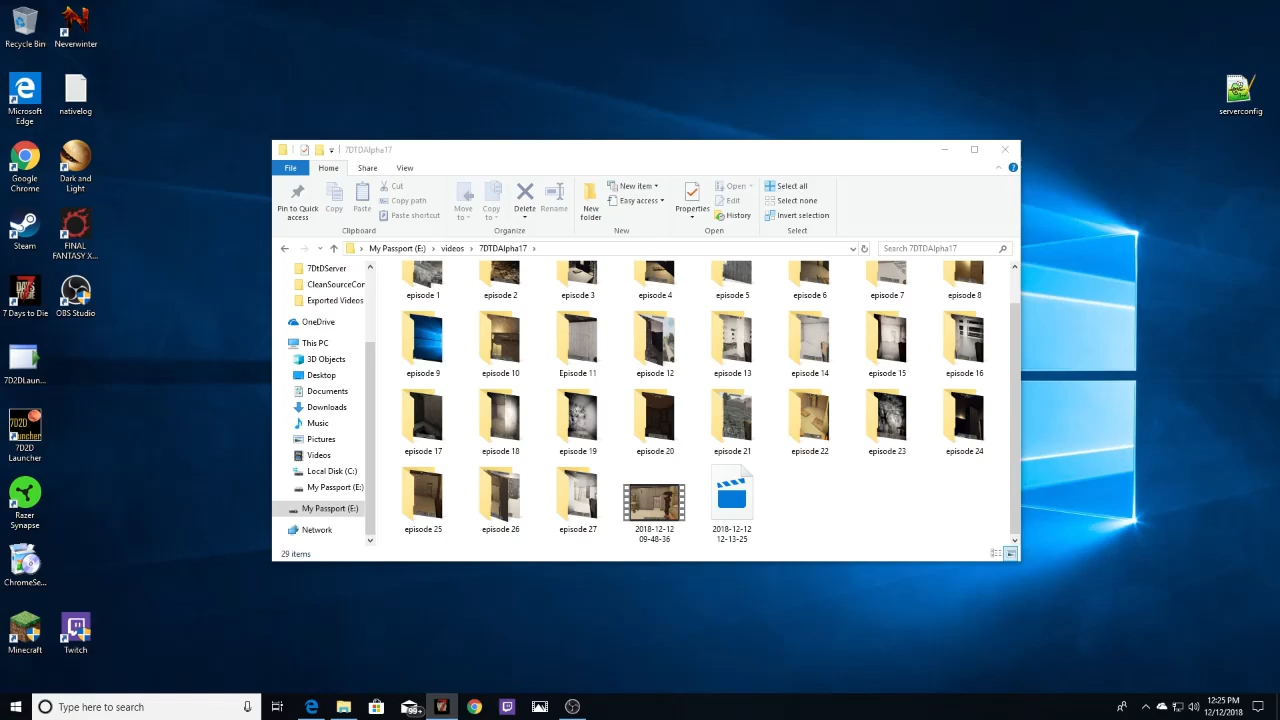 Recycle Bin
Neverwinter
Microsoft Edge
nativelog
Google Chrome
Dark and Light
Steam
FINAL FANTASY X...
7 Days to Die
OBS Studio
7D2DLaun...
7D2D Launcher
Razer Synapse
ChromeSe...
Minecraft
Twitch
serverconfig
7DTDAlpha17
File Home Share View
Pin to Quick access
Copy
Paste
Cut
Copy path
Paste shortcut
Clipboard
Move to
Copy to
Delete
Rename
Organize
New folder
New item
Easy access
New
Properties
Open
Edit
History
Open
Select all
Select none
Invert selection
Select
My Passport (E:) › videos › 7DTDAlpha17 ›
Search 7DTDAlpha17
7DtDServer
CleanSourceCor
Exported Videos
OneDrive
This PC
3D Objects
Desktop
Documents
Downloads
Music
Pictures
Videos
Local Disk (C:)
My Passport (E:)
My Passport (E:)
Network
episode 1 episode 2 episode 3 episode 4 episode 5 episode 6 episode 7 episode 8
episode 9 episode 10 Episode 11 episode 12 episode 13 episode 14 episode 15 episode 16
episode 17 episode 18 episode 19 episode 20 episode 21 episode 22 episode 23 episode 24
episode 25 episode 26 episode 27 2018-12-12 09-48-36 2018-12-12 12-13-25
29 items
Type here to search
99+
12:25 PM
12/12/2018